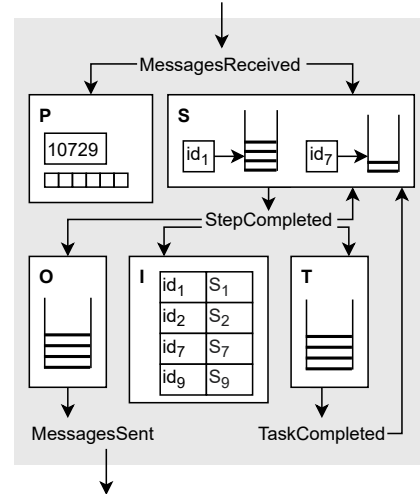 MessagesReceived
P
10729
S
id1
id7
StepCompleted
O
I
id1 S1
id2 S2
id7 S7
id9 S9
T
MessagesSent
TaskCompleted